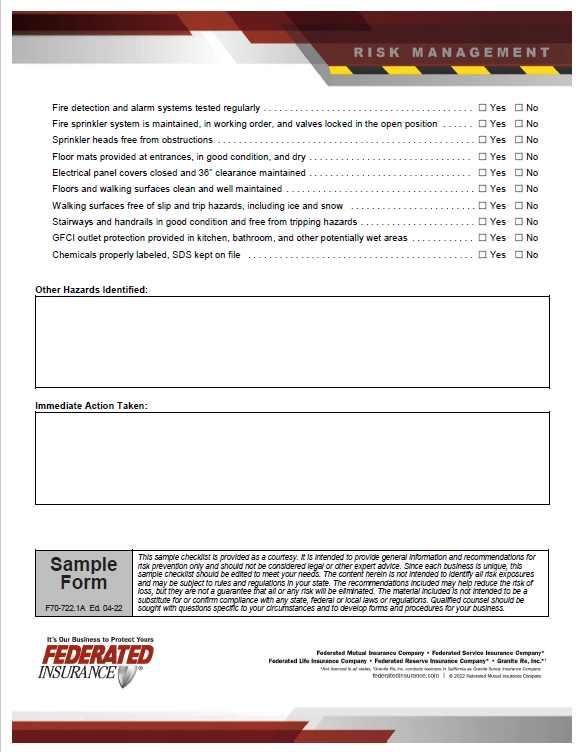 RISK MANAGEMENT
Fire detection and alarm systems tested regularly ☐ Yes ☐ No
Fire sprinkler system is maintained, in working order, and valves locked in the open position ☐ Yes ☐ No
Sprinkler heads free from obstructions ☐ Yes ☐ No
Floor mats provided at entrances, in good condition, and dry ☐ Yes ☐ No
Electrical panel covers closed and 36" clearance maintained ☐ Yes ☐ No
Floors and walking surfaces clean and well maintained ☐ Yes ☐ No
Walking surfaces free of slip and trip hazards, including ice and snow ☐ Yes ☐ No
Stairways and handrails in good condition and free from tripping hazards ☐ Yes ☐ No
GFCI outlet protection provided in kitchen, bathroom, and other potentially wet areas ☐ Yes ☐ No
Chemicals properly labeled, SDS kept on file ☐ Yes ☐ No
Other Hazards Identified:
Immediate Action Taken:
Sample
Form
F70-722.1A Ed. 04-22
This sample checklist is provided as a courtesy. It is intended to provide general information and recommendations for
risk prevention only and should not be considered legal or other expert advice. Since each business is unique, this
sample checklist should be edited to meet your needs. The content herein is not intended to identify all risk exposures
and may be subject to rules and regulations in your state. The recommendations included may help reduce the risk of
loss, but they are not a guarantee that all or any risk will be eliminated. The material included is not intended to be a
substitute for or confirm compliance with any state, federal or local laws or regulations. Qualified counsel should be
sought with questions specific to your circumstances and to develop forms and procedures for your business.
It's Our Business to Protect Yours
FEDERATED
INSURANCE®
Federated Mutual Insurance Company • Federated Service Insurance Company*
Federated Life Insurance Company • Federated Reserve Insurance Company* • Granite Re, Inc.*†
*Not licensed in all states. †Granite Re, Inc. conducts business in California as Granite Surety Insurance Company.
federatedinsurance.com | © 2022 Federated Mutual Insurance Company